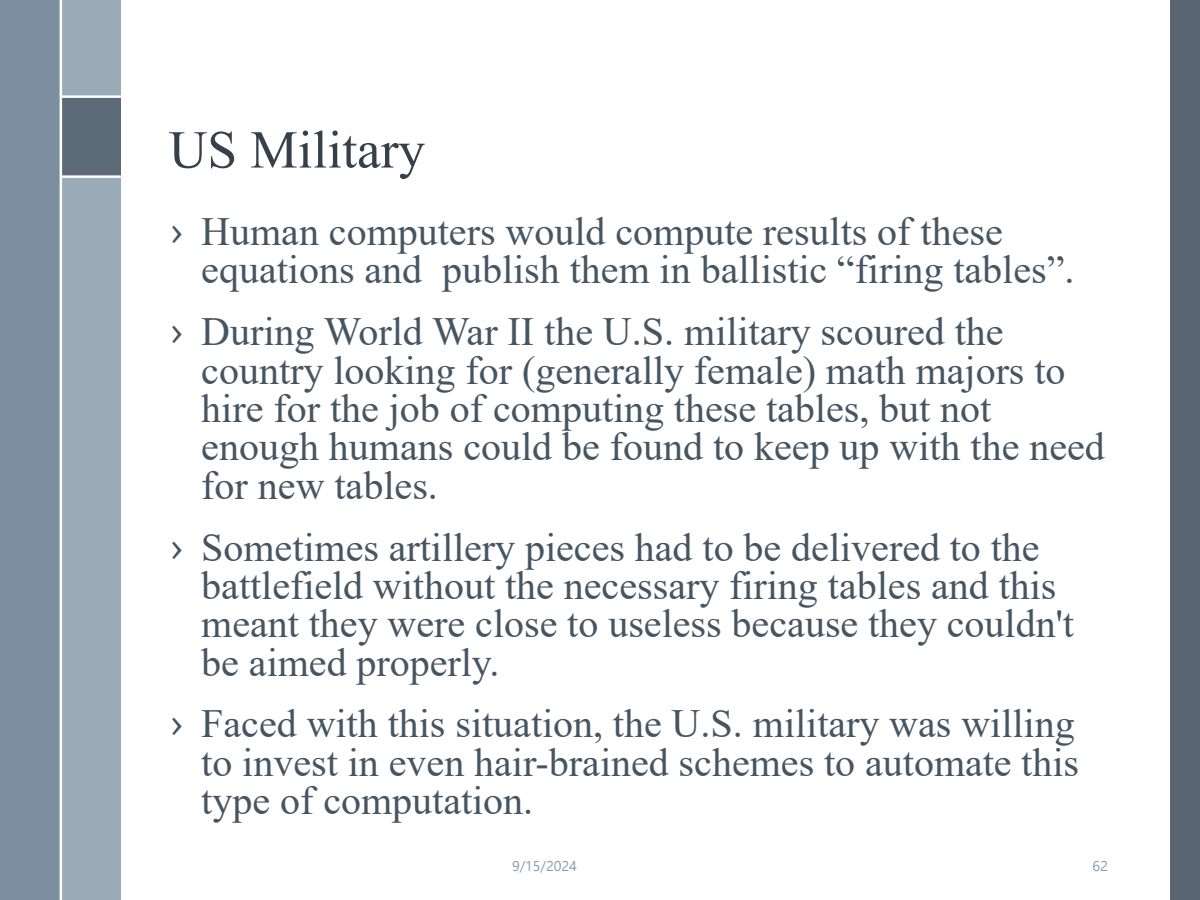 US Military
› Human computers would compute results of these
equations and  publish them in ballistic “firing tables”.
› During World War II the U.S. military scoured the
country looking for (generally female) math majors to
hire for the job of computing these tables, but not
enough humans could be found to keep up with the need
for new tables.
› Sometimes artillery pieces had to be delivered to the
battlefield without the necessary firing tables and this
meant they were close to useless because they couldn't
be aimed properly.
› Faced with this situation, the U.S. military was willing
to invest in even hair-brained schemes to automate this
type of computation.
9/15/2024
62